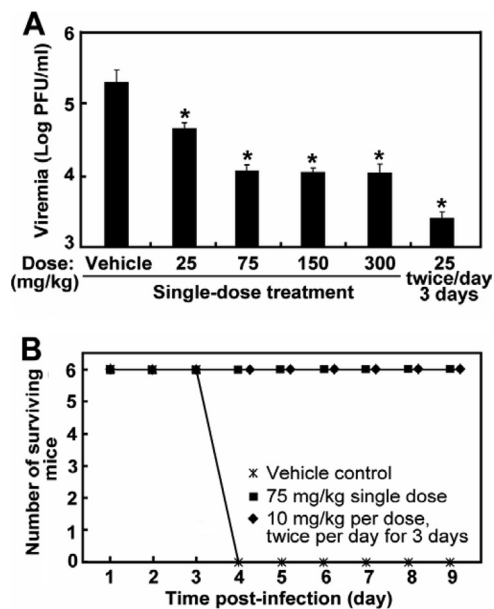 A
Viremia (Log PFU/ml)
6
5
4
3
*
*
*
*
*
Dose: Vehicle 25 75 150 300 25
(mg/kg) twice/day
Single-dose treatment 3 days
B
Number of surviving
mice
6
5
4
3
2
1
0
Vehicle control
75 mg/kg single dose
10 mg/kg per dose,
twice per day for 3 days
1 2 3 4 5 6 7 8 9
Time post-infection (day)